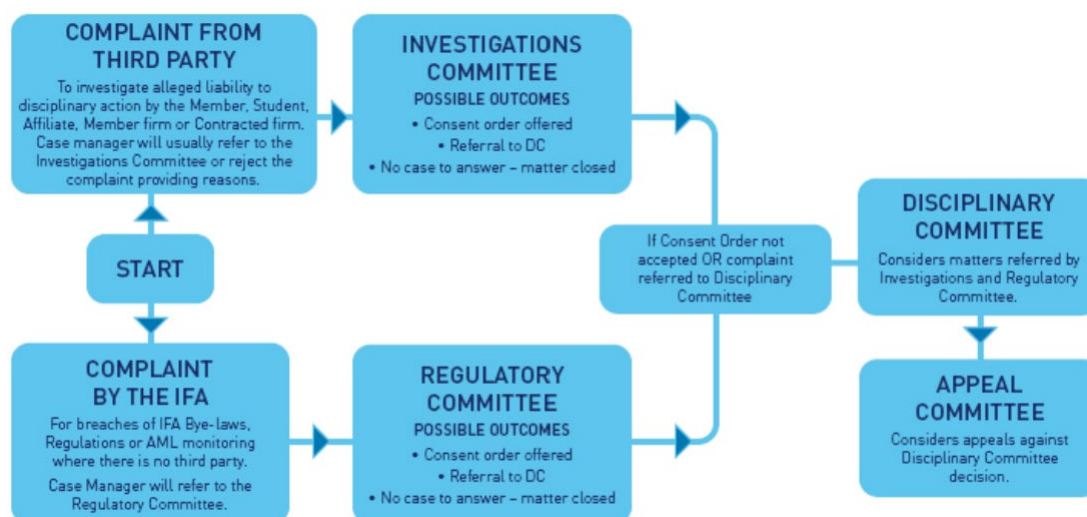 COMPLAINT FROM
THIRD PARTY
To investigate alleged liability to
disciplinary action by the Member, Student,
Affiliate, Member firm or Contracted firm.
Case manager will usually refer to the
Investigations Committee or reject the
complaint providing reasons.
INVESTIGATIONS
COMMITTEE
POSSIBLE OUTCOMES
• Consent order offered
• Referral to DC
• No case to answer – matter closed
START
If Consent Order not
accepted OR complaint
referred to Disciplinary
Committee
DISCIPLINARY
COMMITTEE
Considers matters referred by
Investigations and Regulatory
Committee.
COMPLAINT
BY THE IFA
For breaches of IFA Bye-laws,
Regulations or AML monitoring
where there is no third party.
Case Manager will refer to the
Regulatory Committee.
REGULATORY
COMMITTEE
POSSIBLE OUTCOMES
• Consent order offered
• Referral to DC
• No case to answer – matter closed
APPEAL
COMMITTEE
Considers appeals against
Disciplinary Committee
decision.